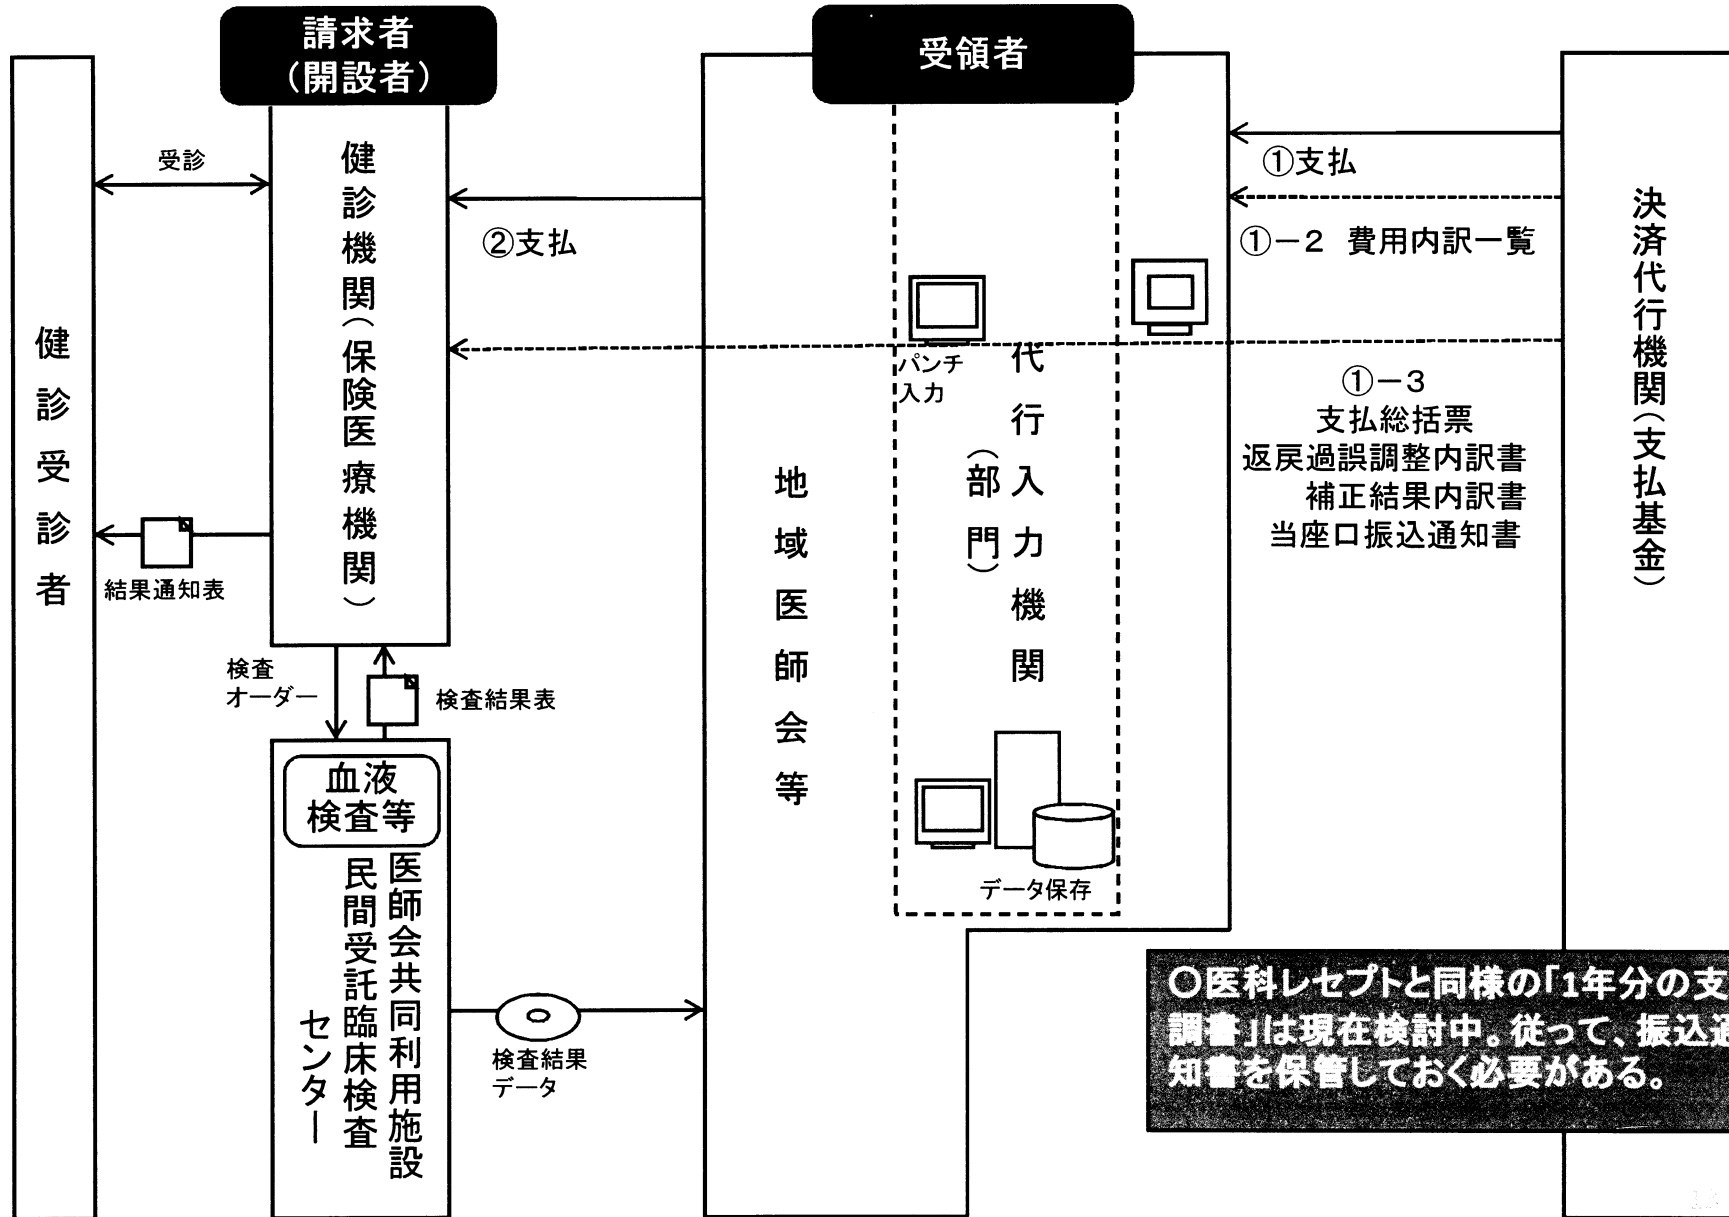 請求者
（開設者）
受領者
健診受診者
受診
健診機関（保険医療機関）
結果通知表
検査
オーダー
検査結果表
血液
検査等
医師会共同利用施設
民間受託臨床検査
センター
検査結果
データ
②支払
地域医師会等
パンチ
入力
代行入力機関
（部門）
データ保存
①支払
①－2 費用内訳一覧
①－3
支払総括票
返戻過誤調整内訳書
補正結果内訳書
当座口振込通知書
決済代行機関（支払基金）
○医科レセプトと同様の「1年分の支
調書」は現在検討中。従って、振込通
知書を保管しておく必要がある。